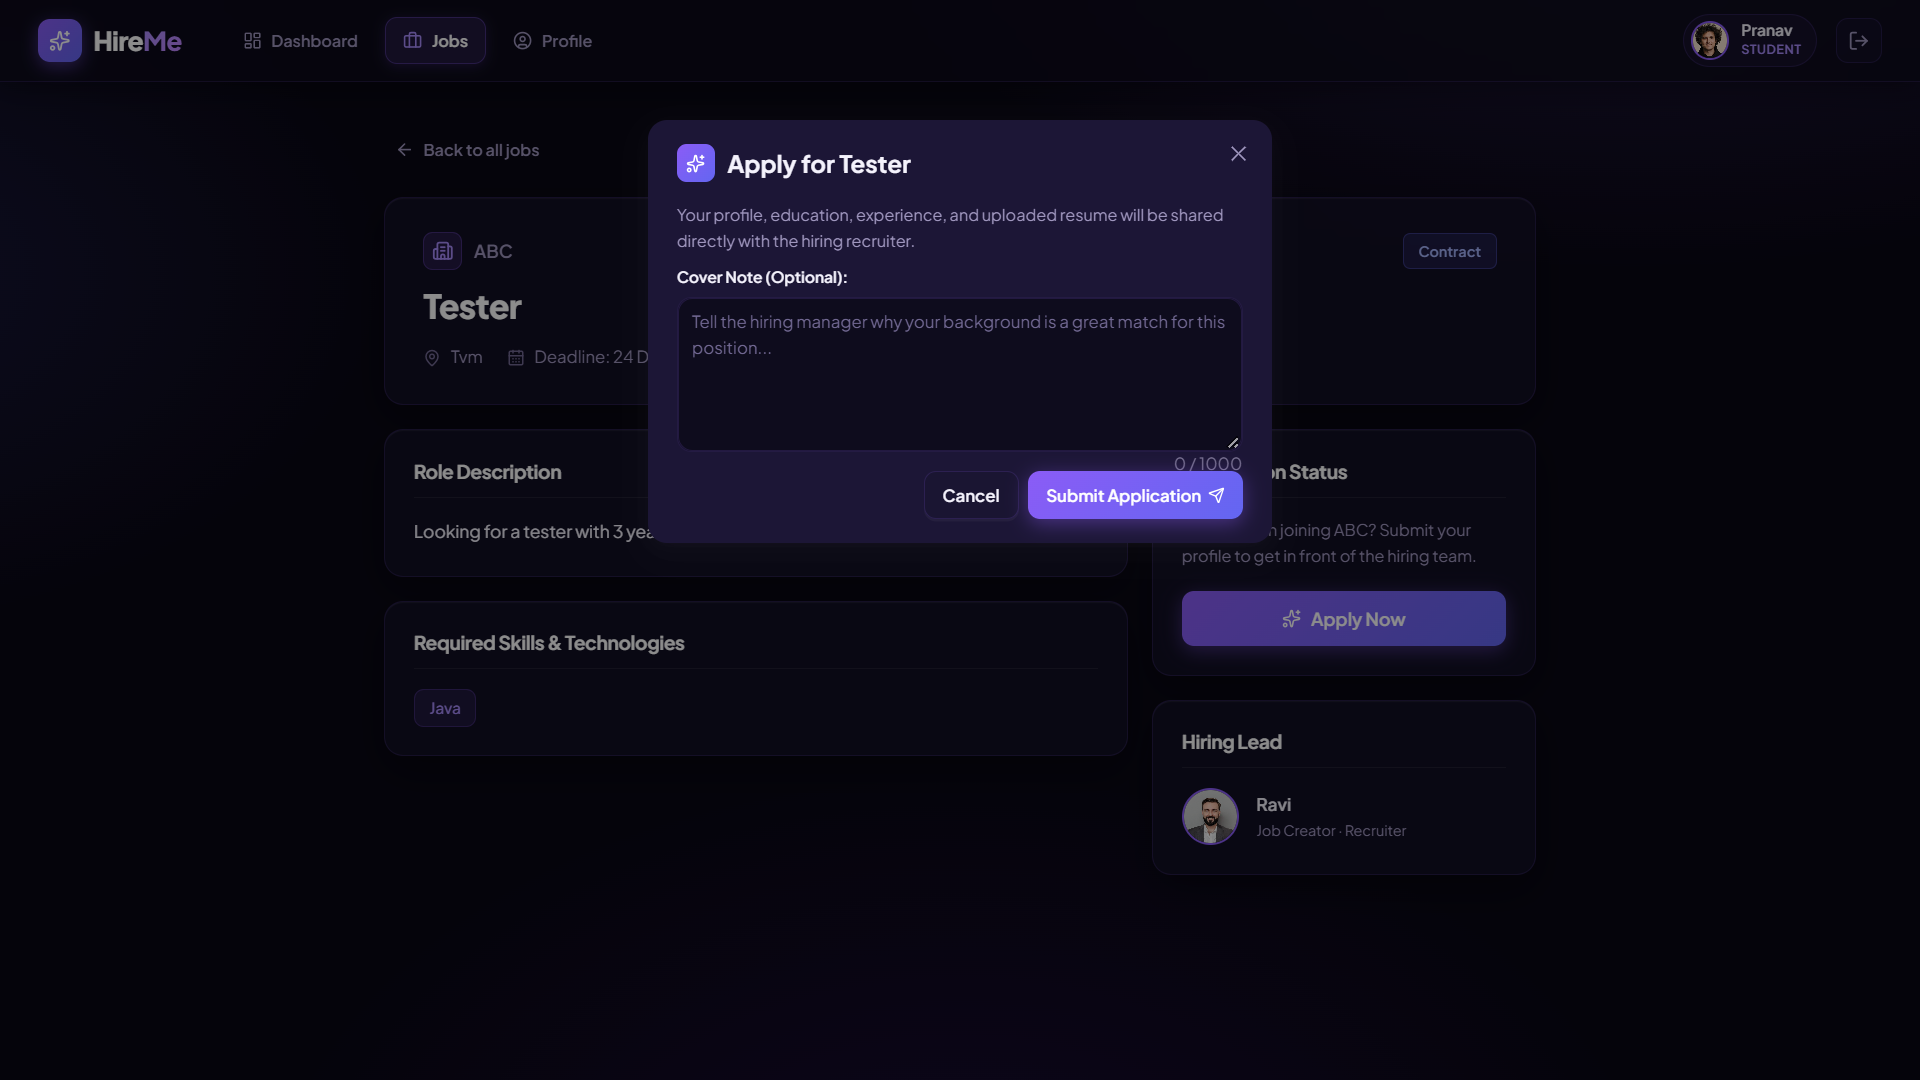 HireMe
Dashboard
Jobs
Profile
Pranav
STUDENT
Back to all jobs
ABC
Tester
Tvm
Deadline: 24 D
Contract
Apply for Tester
Your profile, education, experience, and uploaded resume will be shared
directly with the hiring recruiter.
Cover Note (Optional):
Tell the hiring manager why your background is a great match for this
position...
0 / 1000
Cancel
Submit Application
Role Description
Looking for a tester with 3 yea
Required Skills & Technologies
Java
on Status
joining ABC? Submit your
profile to get in front of the hiring team.
Apply Now
Hiring Lead
Ravi
Job Creator · Recruiter